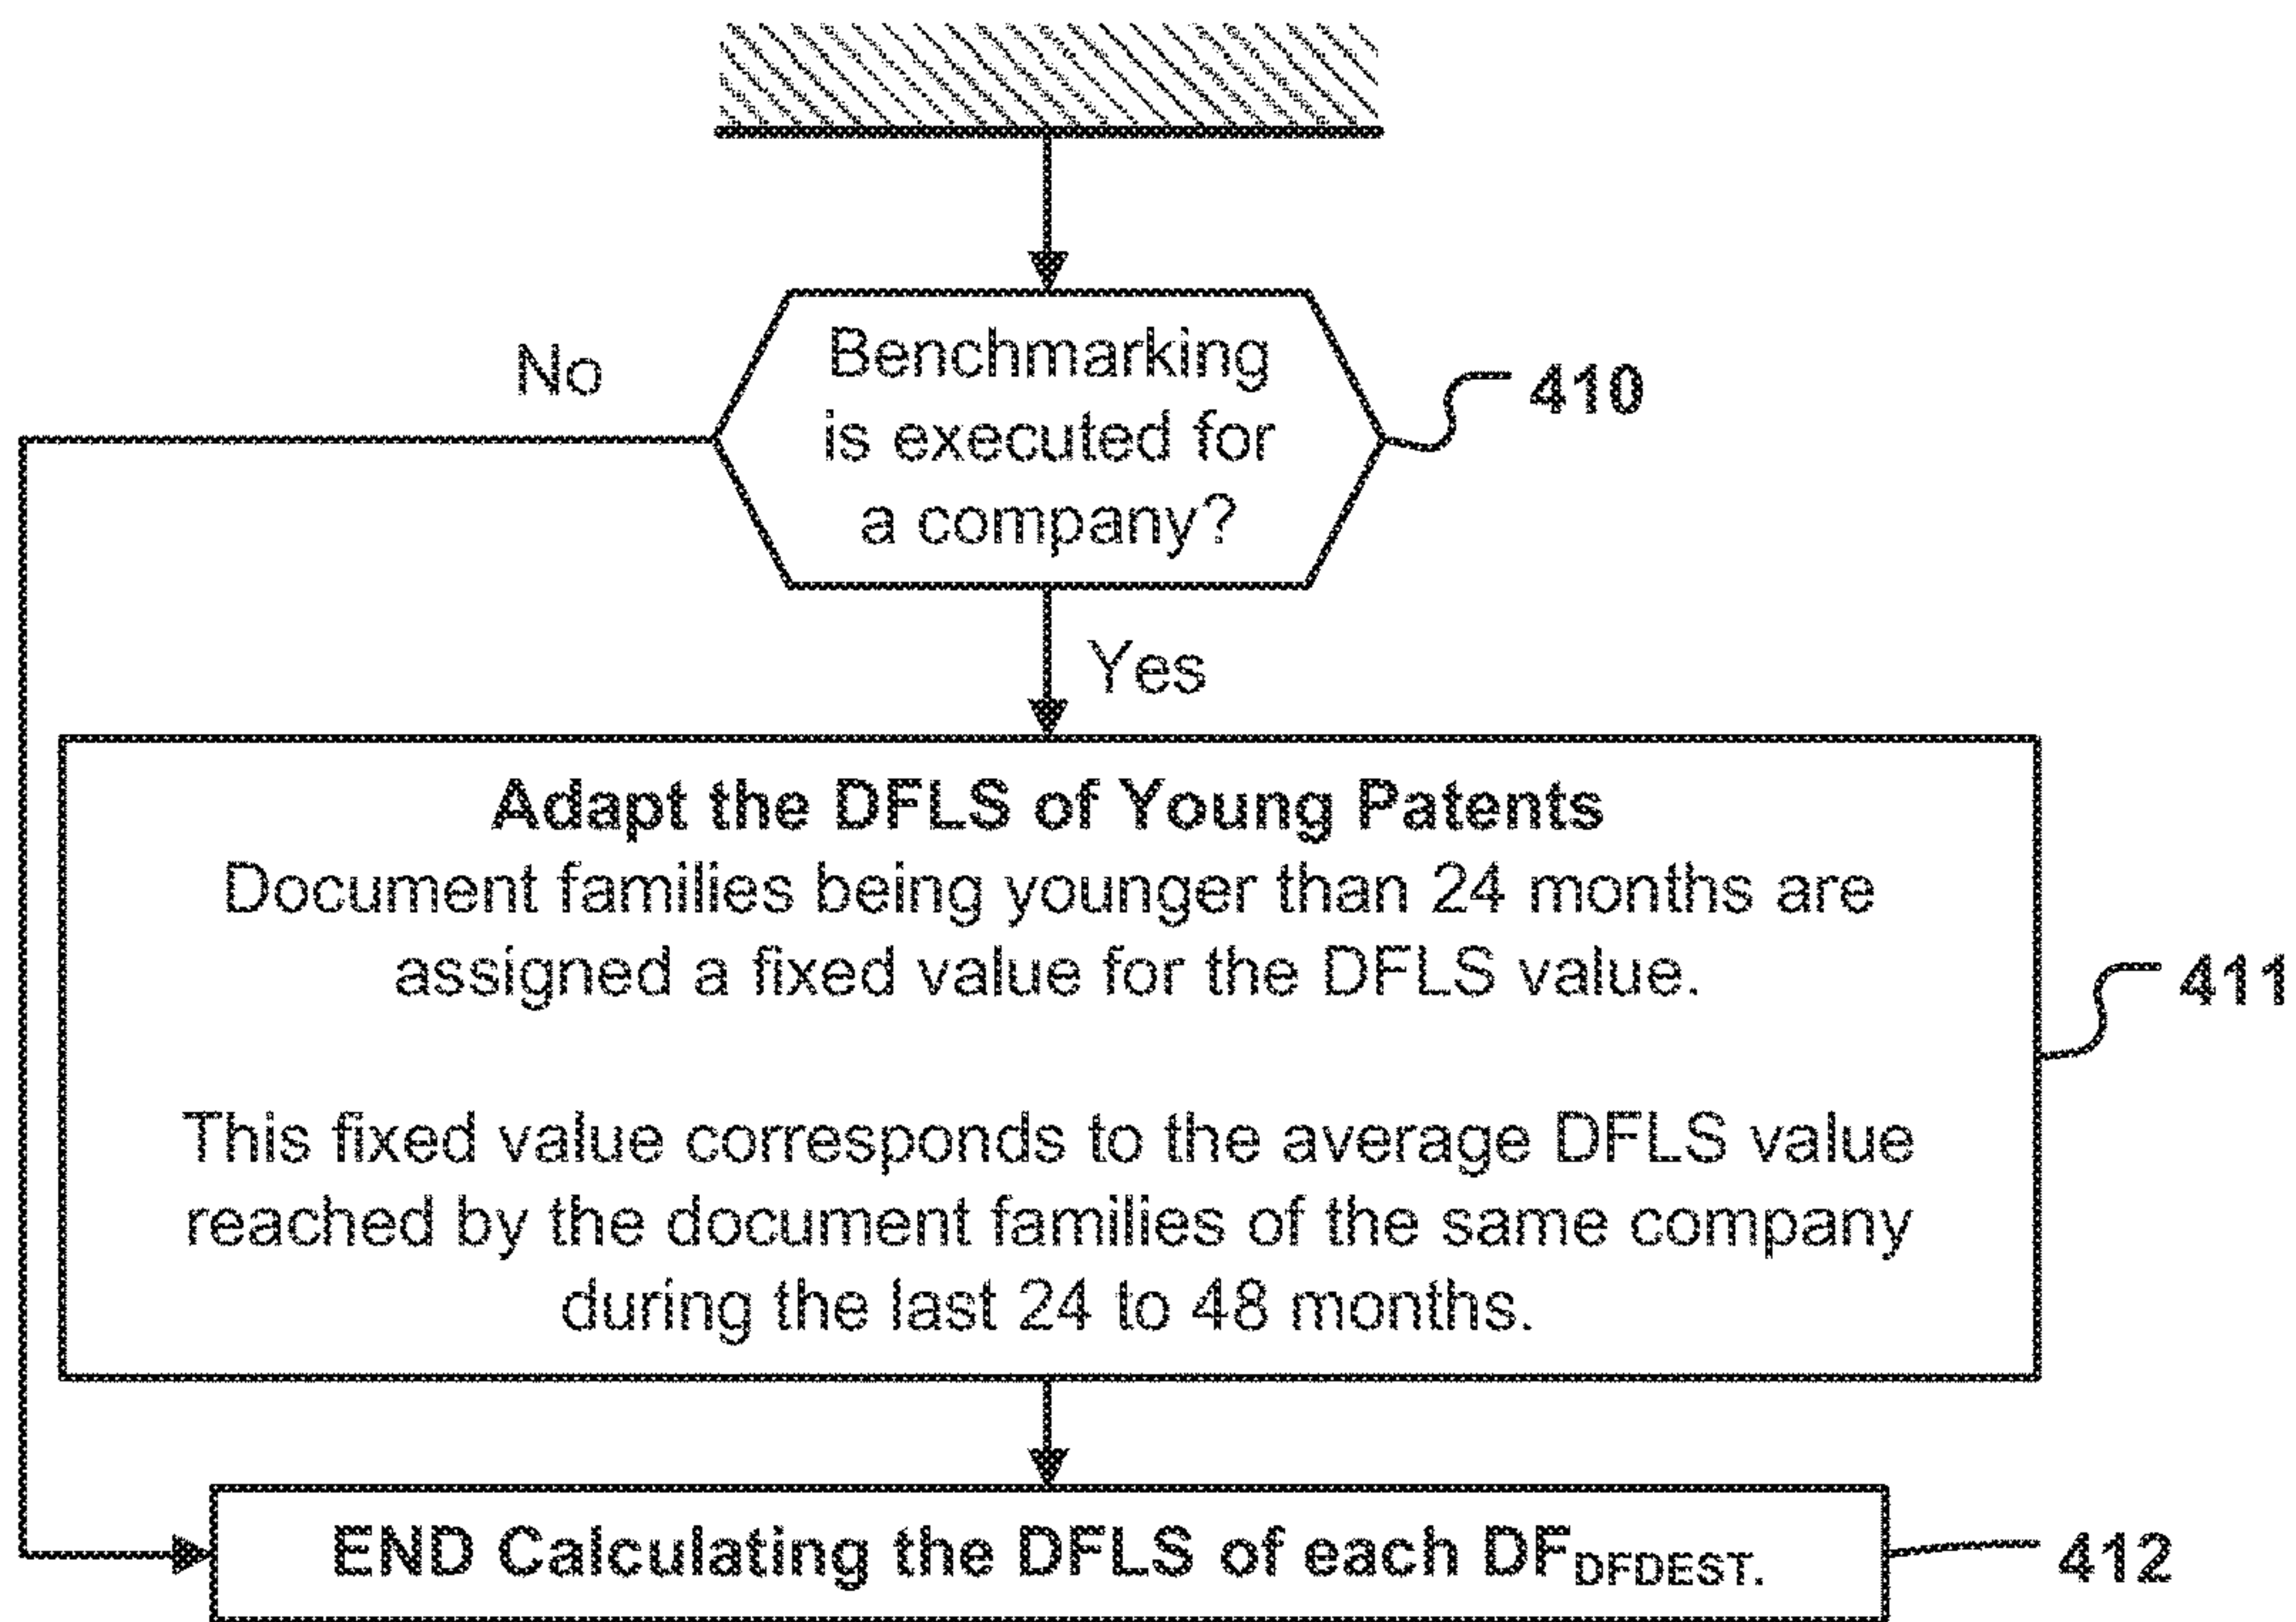 Benchmarking
is executed for
a company?
No
410
Yes
Adapt the DFLS of Young Patents
Document families being younger than 24 months are
assigned a fixed value for the DFLS value.
This fixed value corresponds to the average DFLS value
reached by the document families of the same company
during the last 24 to 48 months.
411
END Calculating the DFLS of each DF_DFDEST.
412